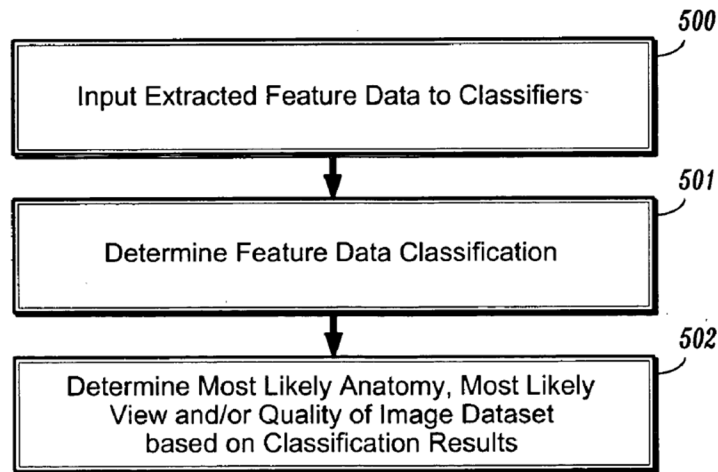 500
Input Extracted Feature Data to Classifiers
501
Determine Feature Data Classification
502
Determine Most Likely Anatomy, Most Likely
View and/or Quality of Image Dataset
based on Classification Results